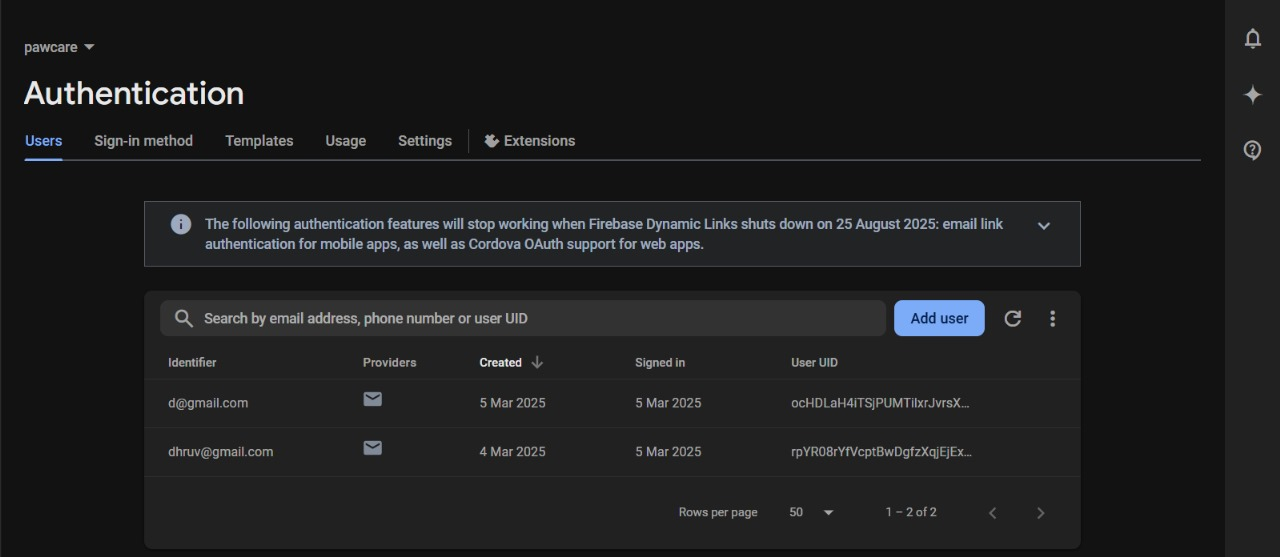 pawcare
Authentication
Users Sign-in method Templates Usage Settings Extensions
The following authentication features will stop working when Firebase Dynamic Links shuts down on 25 August 2025: email link
authentication for mobile apps, as well as Cordova OAuth support for web apps.
Search by email address, phone number or user UID Add user
Identifier Providers Created Signed in User UID
d@gmail.com 5 Mar 2025 5 Mar 2025 ocHDLaH4iTSjPUMTilxrJvrsX...
dhruv@gmail.com 4 Mar 2025 5 Mar 2025 rpYR08rYfVcptBwDgfzXqjEjEx...
Rows per page 50 1 – 2 of 2